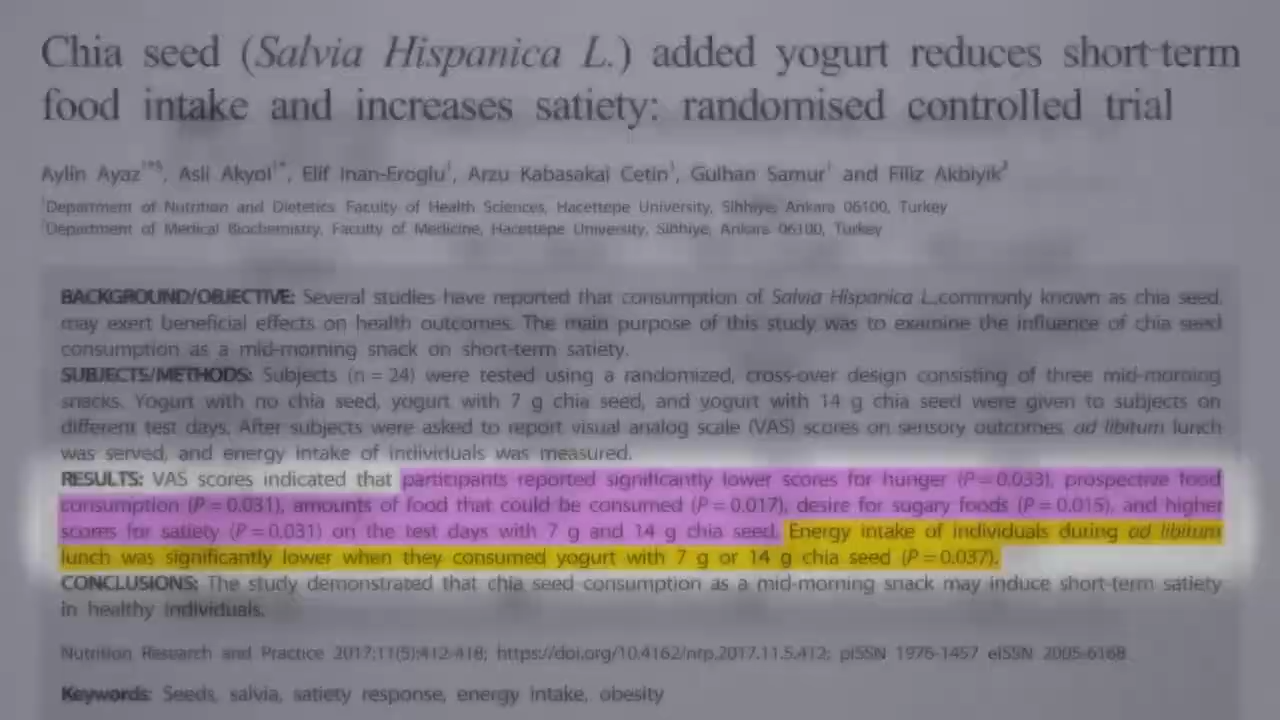 Chia seed (Salvia Hispanica L.) added yogurt reduces short-term
food intake and increases satiety: randomised controlled trial
Aylin Ayaz¹*§, Asli Akyol¹*, Elif Inan-Eroglu¹, Arzu Kabasakal Cetin¹, Gulhan Samur¹ and Filiz Akbiyik²
¹Department of Nutrition and Dietetics Faculty of Health Sciences, Hacettepe University, Sihhiye, Ankara 06100, Turkey
²Department of Medical Biochemistry, Faculty of Medicine, Hacettepe University, Sihhiye, Ankara 06100, Turkey
BACKGROUND/OBJECTIVE: Several studies have reported that consumption of Salvia Hispanica L.,commonly known as chia seed,
may exert beneficial effects on health outcomes. The main purpose of this study was to examine the influence of chia seed
consumption as a mid-morning snack on short-term satiety.
SUBJECTS/METHODS: Subjects (n = 24) were tested using a randomized, cross-over design consisting of three mid-morning
snacks. Yogurt with no chia seed, yogurt with 7 g chia seed, and yogurt with 14 g chia seed were given to subjects on
different test days. After subjects were asked to report visual analog scale (VAS) scores on sensory outcomes, ad libitum lunch
was served, and energy intake of individuals was measured.
RESULTS: VAS scores indicated that participants reported significantly lower scores for hunger (P = 0.033), prospective food
consumption (P = 0.031), amounts of food that could be consumed (P = 0.017), desire for sugary foods (P = 0.015), and higher
scores for satiety (P = 0.031) on the test days with 7 g and 14 g chia seed. Energy intake of individuals during ad libitum
lunch was significantly lower when they consumed yogurt with 7 g or 14 g chia seed (P = 0.037).
CONCLUSIONS: The study demonstrated that chia seed consumption as a mid-morning snack may induce short-term satiety
in healthy individuals.
Nutrition Research and Practice 2017;11(5):412-418; https://doi.org/10.4162/nrp.2017.11.5.412; pISSN 1976-1457 eISSN 2005-6168
Keywords: Seeds, salvia, satiety response, energy intake, obesity